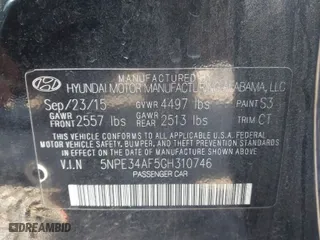 MANUFACTURED BY
HYUNDAI MOTOR MANUFACTURING ALABAMA, LLC
Sep/23/15 GVWR 4497 lbs PAINT S3
GAWR FRONT 2557 lbs GAWR REAR 2513 lbs TRIM CT
THIS VEHICLE CONFORMS TO ALL APPLICABLE U.S.A. FEDERAL
MOTOR VEHICLE SAFETY, BUMPER, AND THEFT PREVENTION
STANDARDS IN EFFECT ON THE DATE OF MANUFACTURE
SHOWN ABOVE.
V.I.N 5NPE34AF5GH310746
PASSENGER CAR